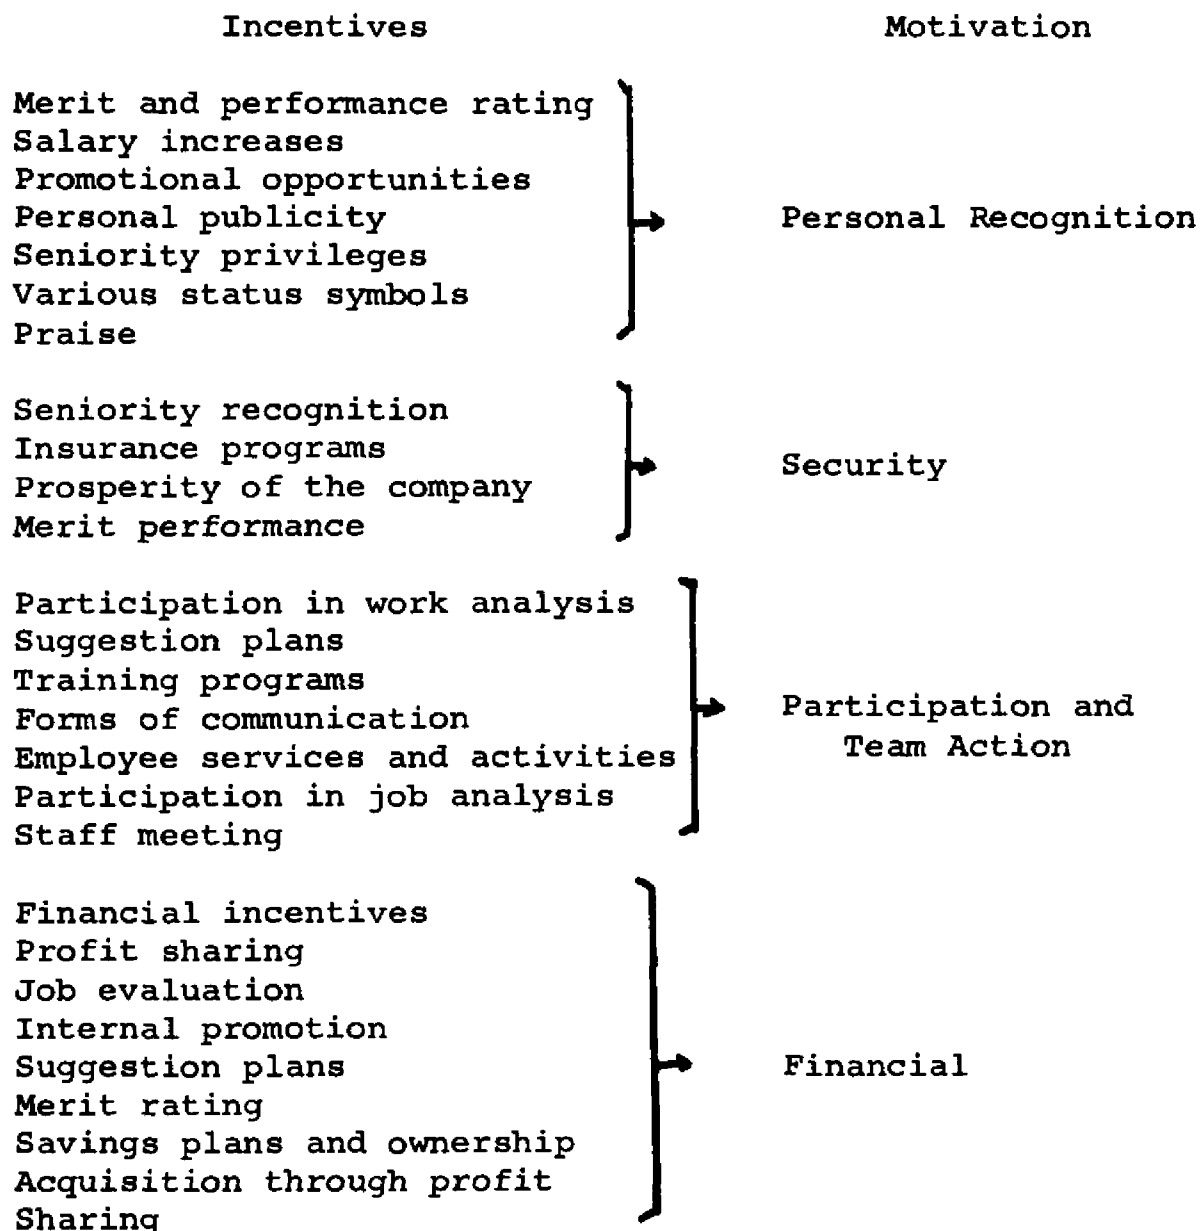 Incentives Motivation
Merit and performance rating
Salary increases
Promotional opportunities
Personal publicity
Seniority privileges
Various status symbols
Praise
Personal Recognition
Seniority recognition
Insurance programs
Prosperity of the company
Merit performance
Security
Participation in work analysis
Suggestion plans
Training programs
Forms of communication
Employee services and activities
Participation in job analysis
Staff meeting
Participation and
Team Action
Financial incentives
Profit sharing
Job evaluation
Internal promotion
Suggestion plans
Merit rating
Savings plans and ownership
Acquisition through profit
Sharing
Financial